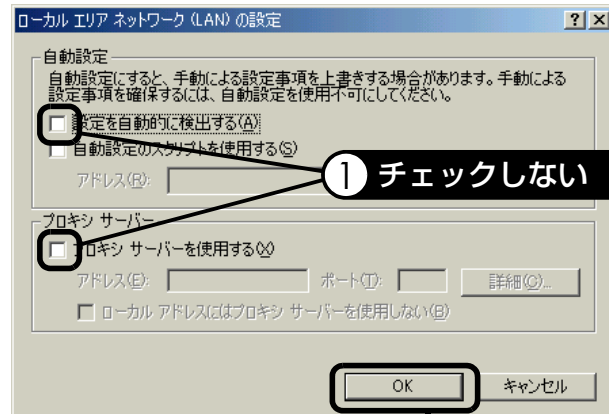 ローカル エリア ネットワーク (LAN) の設定
自動設定
自動設定にすると、手動による設定事項を上書きする場合があります。手動による
設定事項を確保するには、自動設定を使用不可にしてください。
設定を自動的に検出する(A)
自動設定のスクリプトを使用する(S)
アドレス(R):
① チェックしない
プロキシ サーバー
プロキシ サーバーを使用する(X)
アドレス(E): ポート(T): 詳細(C)...
ローカル アドレスにはプロキシ サーバーを使用しない(B)
OK キャンセル